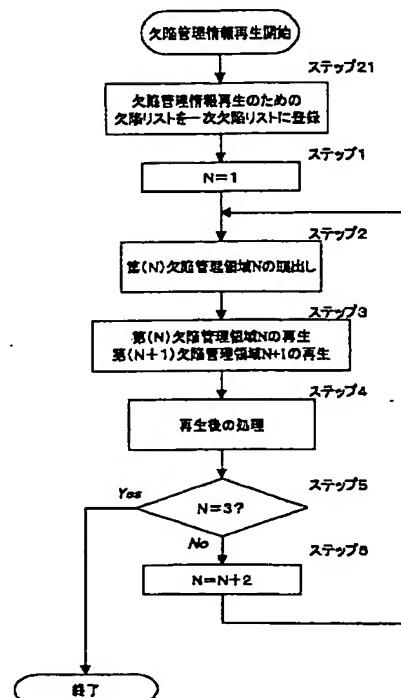 欠陥管理情報再生開始
ステップ21
欠陥管理情報再生のための
欠陥リストを一次欠陥リストに登録
ステップ1
N=1
ステップ2
第(N)欠陥管理領域Nの取出し
ステップ3
第(N)欠陥管理領域Nの再生
第(N+1)欠陥管理領域N+1の再生
ステップ4
再生後の処理
ステップ5
Yes
N=3?
No
ステップ6
N=N+2
終了